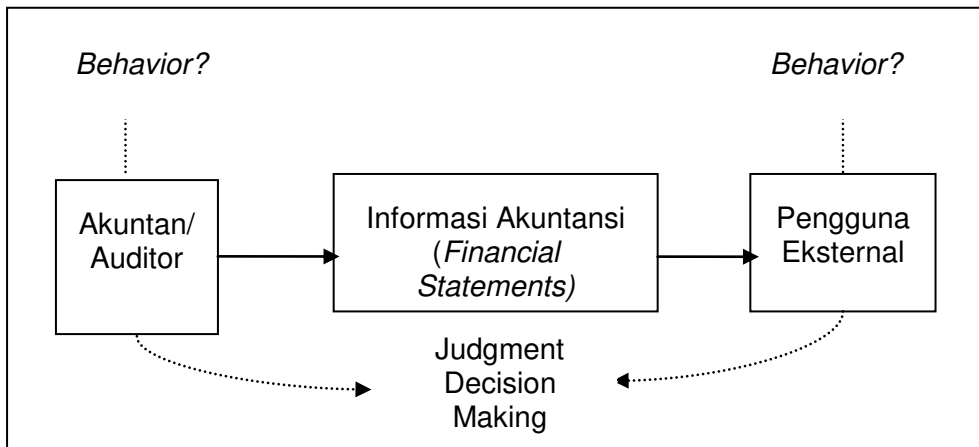 Behavior?
Behavior?
Akuntan/
Auditor
Informasi Akuntansi
(Financial
Statements)
Pengguna
Eksternal
Judgment
Decision
Making